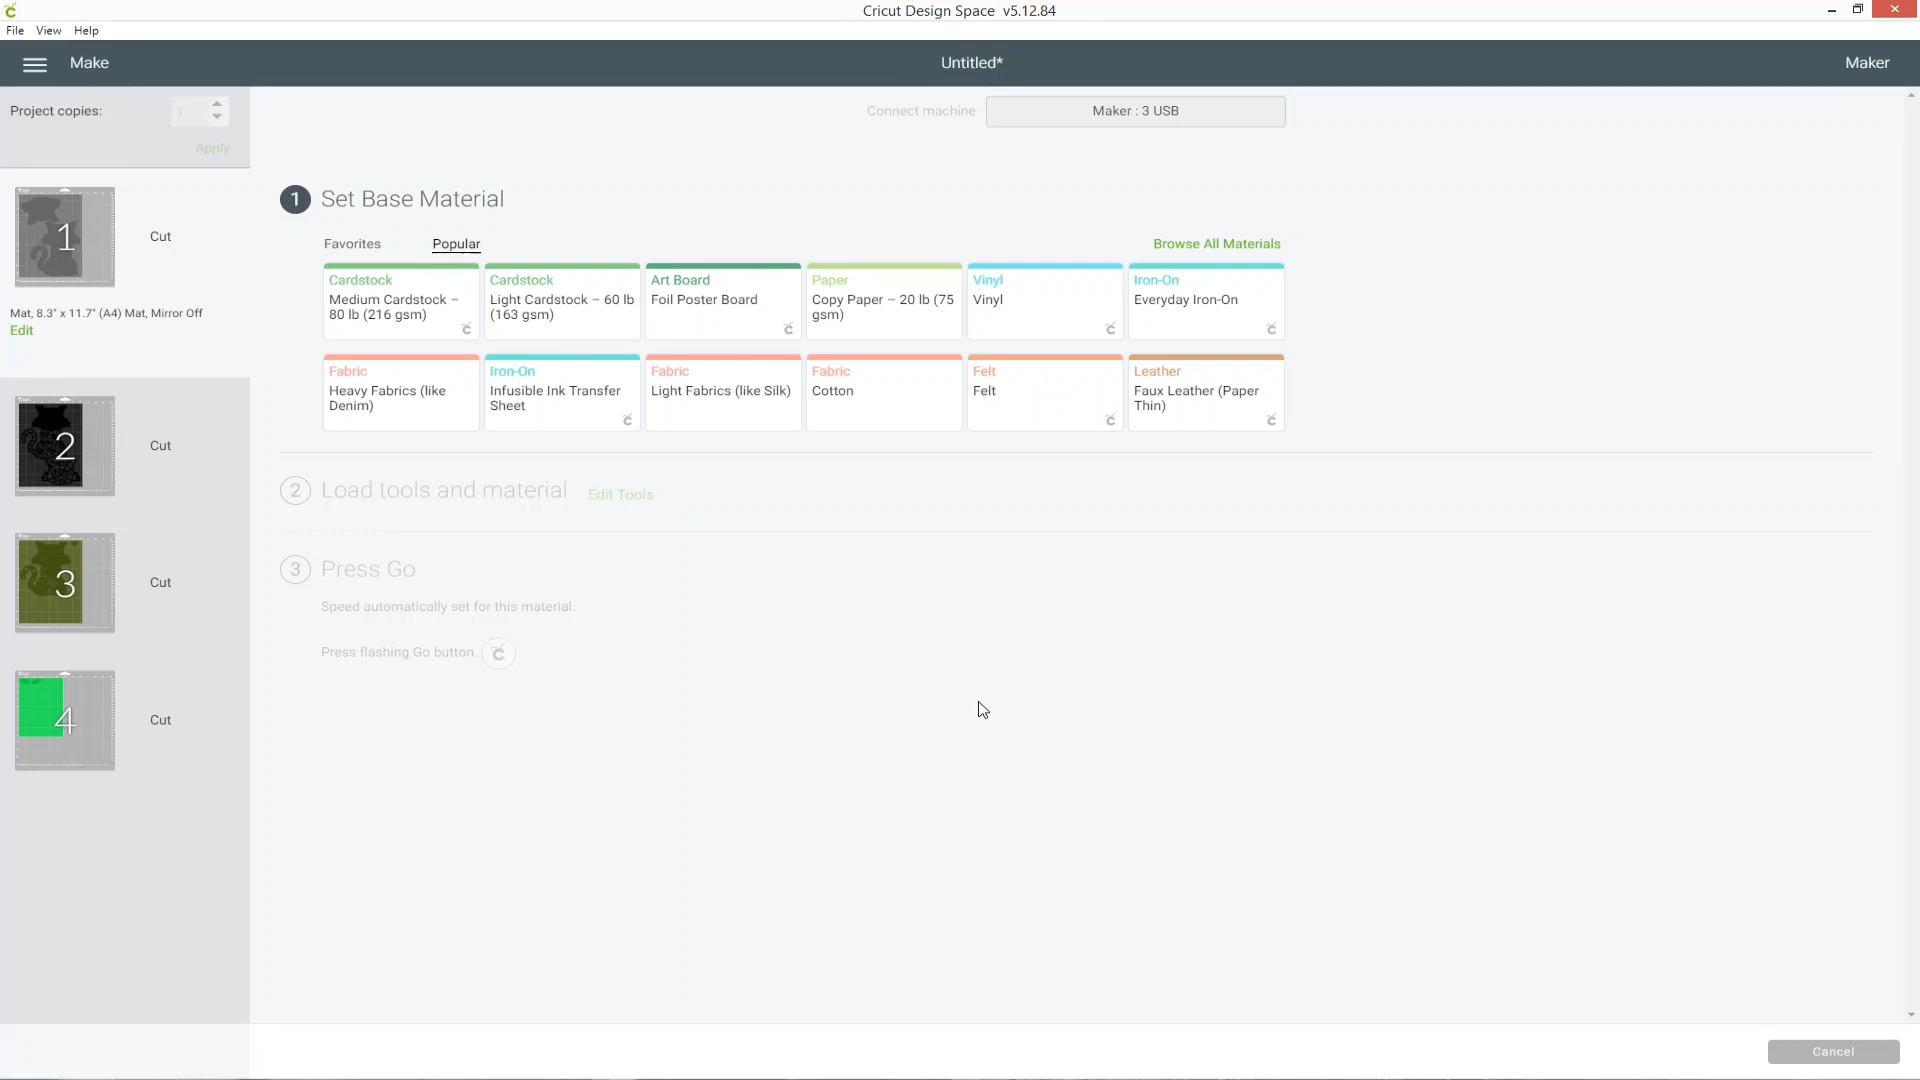 Cricut Design Space v5.12.84
File View Help
Make
Untitled*
Maker
Project copies:
1
Apply
Connect machine
Maker : 3 USB
1
Cut
Mat, 8.3" x 11.7" (A4) Mat, Mirror Off
Edit
2
Cut
3
Cut
4
Cut
1 Set Base Material
Favorites
Popular
Browse All Materials
Cardstock
Medium Cardstock –
80 lb (216 gsm)
Cardstock
Light Cardstock – 60 lb
(163 gsm)
Art Board
Foil Poster Board
Paper
Copy Paper – 20 lb (75
gsm)
Vinyl
Vinyl
Iron-On
Everyday Iron-On
Fabric
Heavy Fabrics (like
Denim)
Iron-On
Infusible Ink Transfer
Sheet
Fabric
Light Fabrics (like Silk)
Fabric
Cotton
Felt
Felt
Leather
Faux Leather (Paper
Thin)
2 Load tools and material Edit Tools
3 Press Go
Speed automatically set for this material.
Press flashing Go button.
Cancel